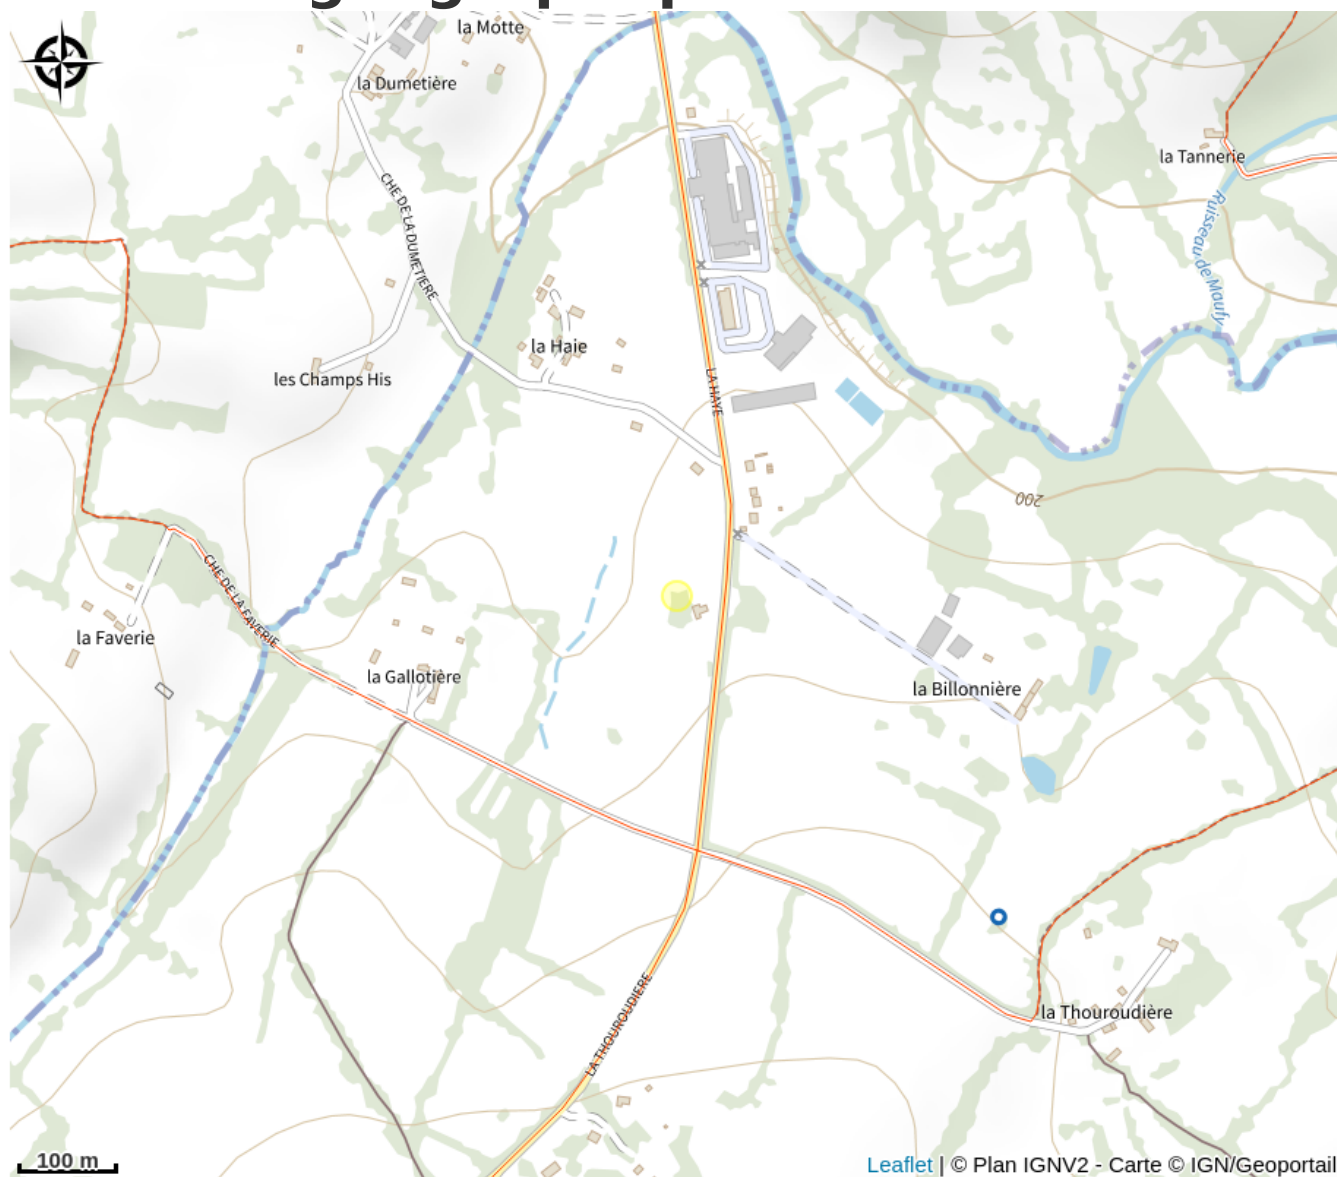 la Motte
la Dumetière
la Tannerie
CHE DE LA DUMETIERE
Ruisseau de Maufy
la Haie
les Champs His
LA HAYE
200
CHE DE LA FAVERIE
la Faverie
la Gallotière
la Billonnière
LA THOUROUDIERE
la Thouroudière
100 m
Leaflet | © Plan IGNV2 - Carte © IGN/Geoportail